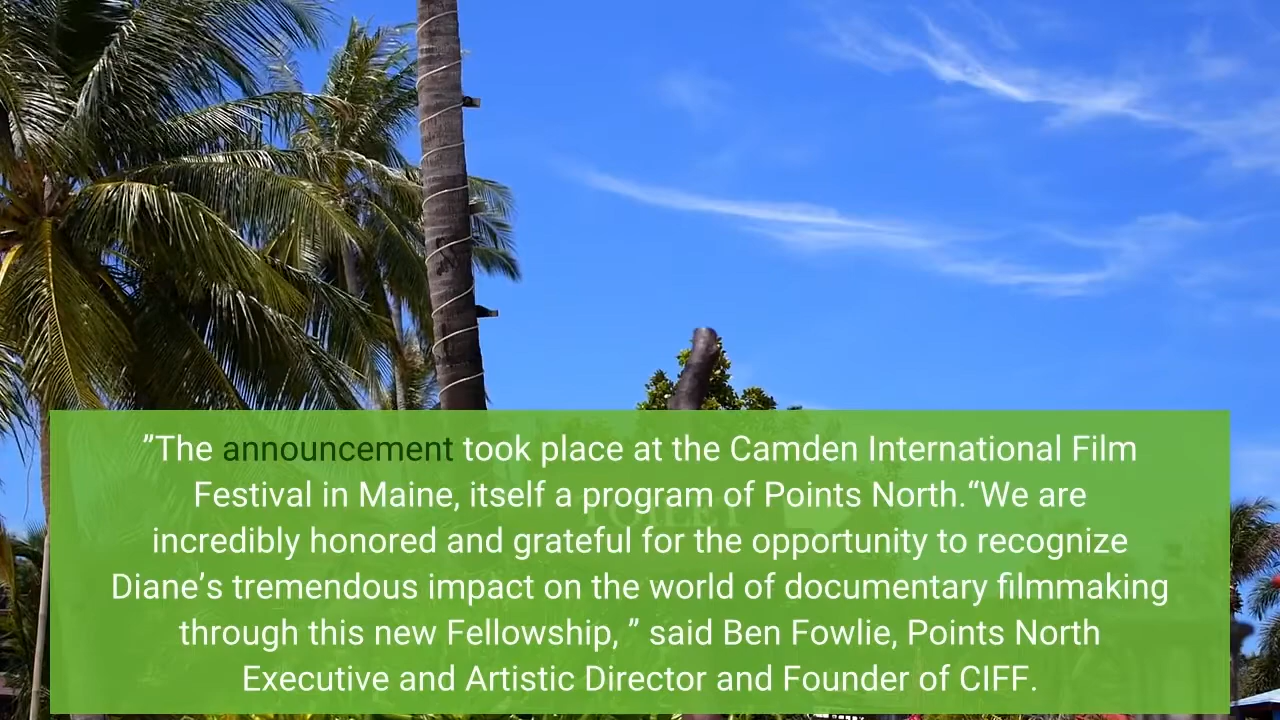 ”The announcement took place at the Camden International Film
Festival in Maine, itself a program of Points North.“We are
incredibly honored and grateful for the opportunity to recognize
Diane’s tremendous impact on the world of documentary filmmaking
through this new Fellowship, ” said Ben Fowlie, Points North
Executive and Artistic Director and Founder of CIFF.